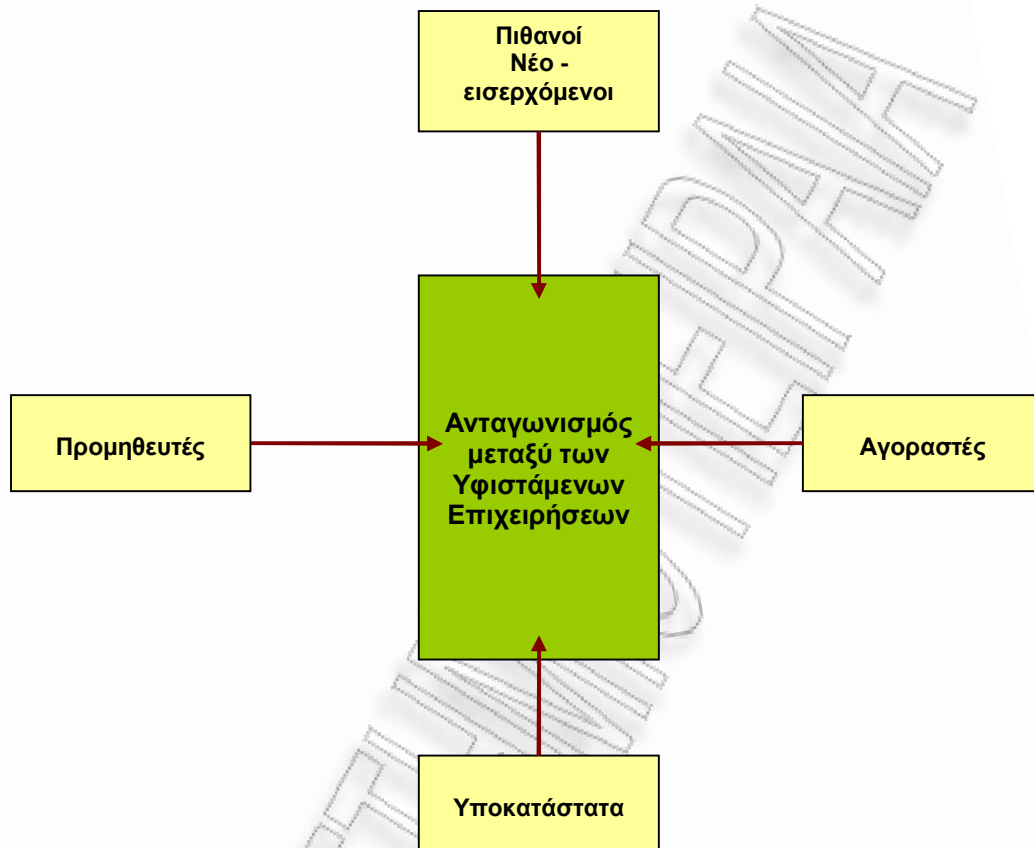 Πιθανοί
Νέο -
εισερχόμενοι
Προμηθευτές
Ανταγωνισμός
μεταξύ των
Υφιστάμενων
Επιχειρήσεων
Αγοραστές
Υποκατάστατα